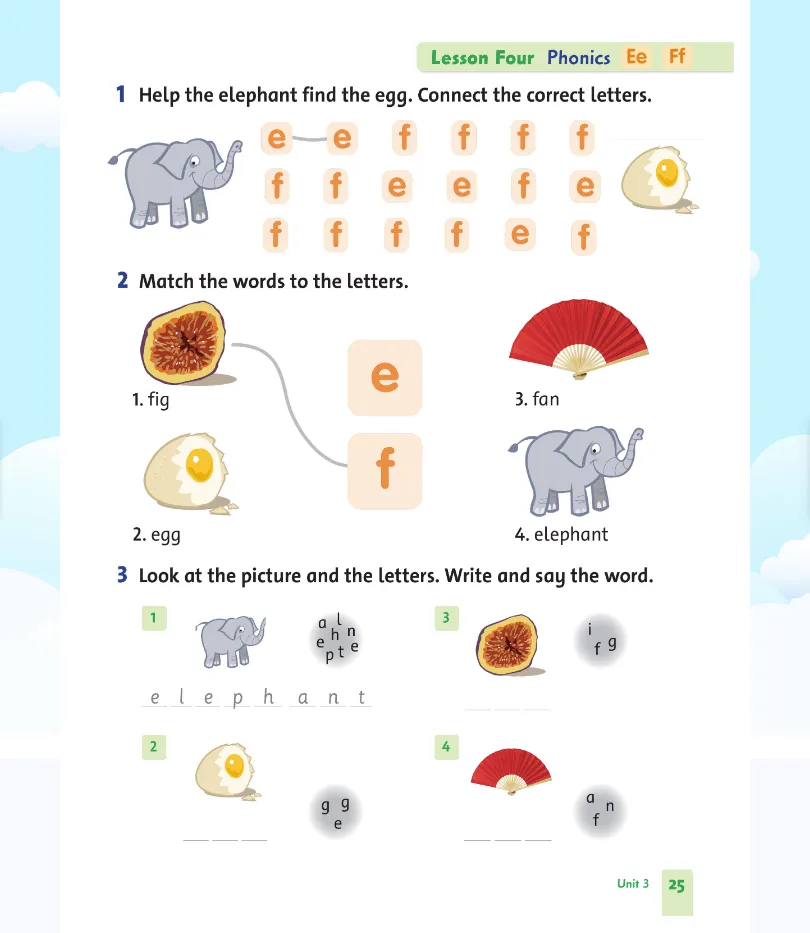 Lesson Four Phonics Ee Ff
1 Help the elephant find the egg. Connect the correct letters.
e e f f f f
f f e e f e
f f f f e f
2 Match the words to the letters.
e
f
1. fig
3. fan
2. egg
4. elephant
3 Look at the picture and the letters. Write and say the word.
1
a l
e h n
p t e
e l e p h a n t
3
i
f g
2
g g
e
4
a n
f
Unit 3 25